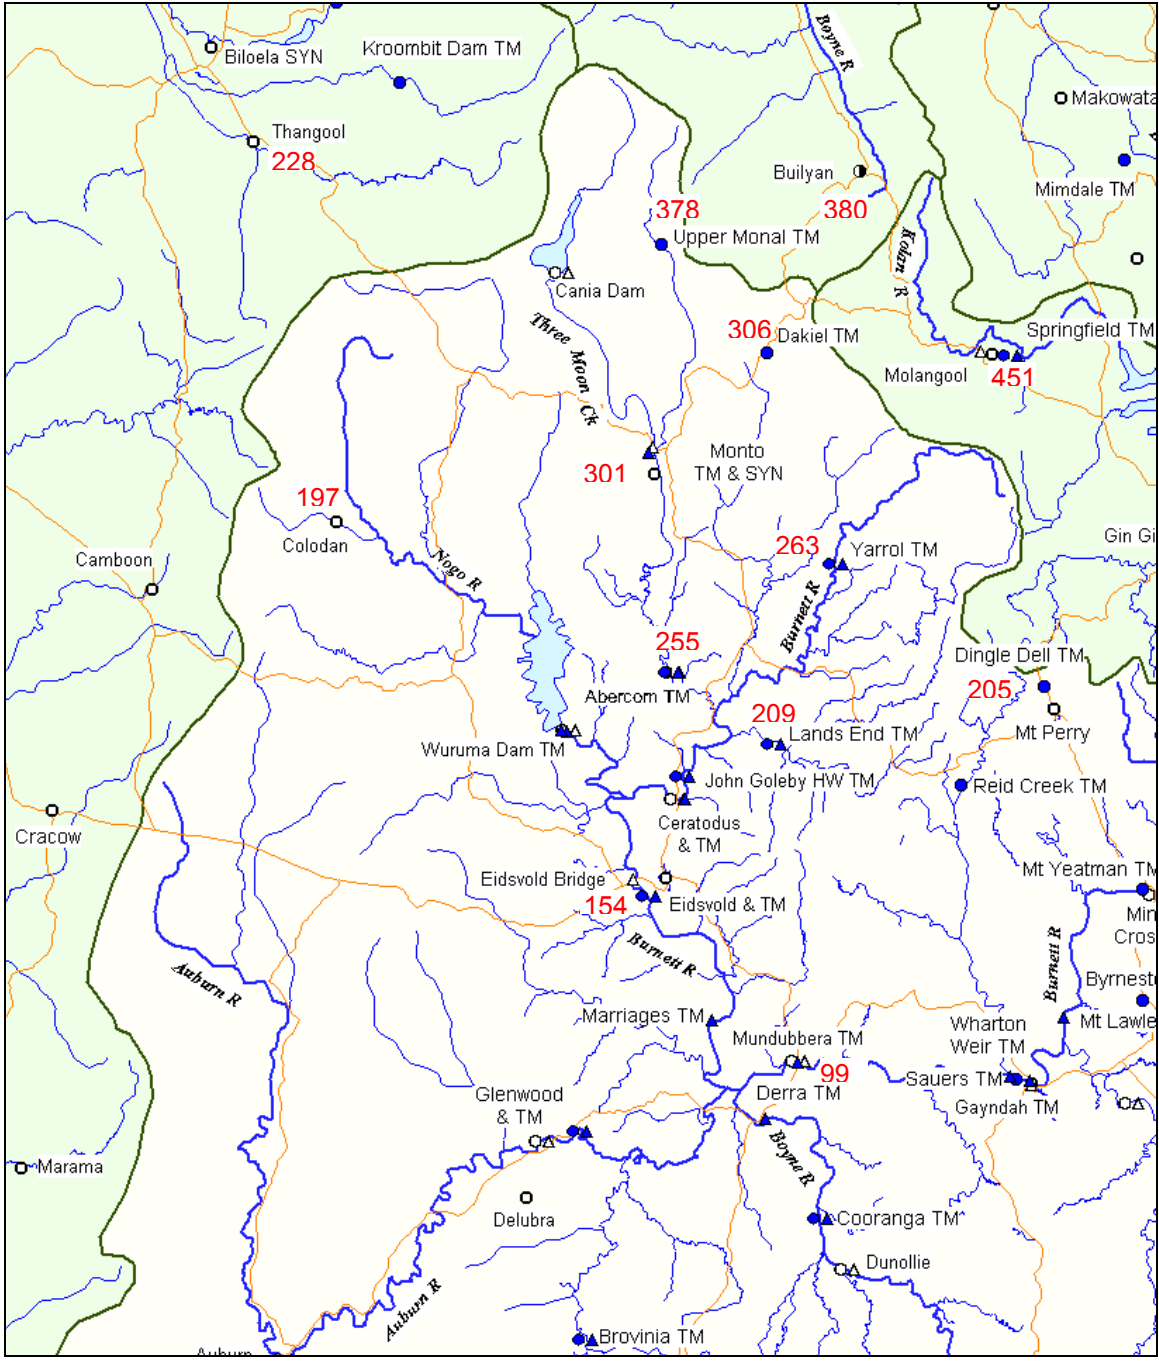 Boyne R
Biloela SYN
Kroombit Dam TM
Makowata
Thangool
228
Builyan
Mimdale TM
380
378
Upper Monal TM
Kolan R
Cania Dam
Three Moon Ck
306
Dakiel TM
Springfield TM
Molangool
451
Monto
TM & SYN
301
197
Colodan
Gin Gi
Camboon
Nogo R
263
Yarrol TM
Burnett R
255
Abercorn TM
Dingle Dell TM
205
209
Lands End TM
Mt Perry
Wuruma Dam TM
John Goleby HW TM
Reid Creek TM
Cracow
Ceratodus
& TM
Eidsvold Bridge
Mt Yeatman TM
154
Eidsvold & TM
Min
Cros
Burnett R
Burnett R
Auburn R
Byrnest
Marriages TM
Mt Lawle
Wharton
Weir TM
Mundubbera TM
99
Sauers TM
Derra TM
Gayndah TM
Glenwood
& TM
Boyne R
Marama
Delubra
Cooranga TM
Dunollie
Auburn R
Brovinia TM
Auburn